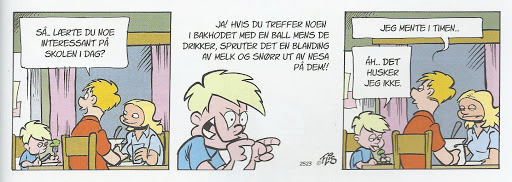 SÅ.. LÆRTE DU NOE
INTERESSANT PÅ
SKOLEN I DAG?
JA! HVIS DU TREFFER NOEN
I BAKHODET MED EN BALL MENS DE
DRIKKER, SPRUTER DET EN BLANDING
AV MELK OG SNØRR UT AV NESA
PÅ DEM!!
2523 ©
JEG MENTE I TIMEN...
ÅH.. DET
HUSKER
JEG IKKE.